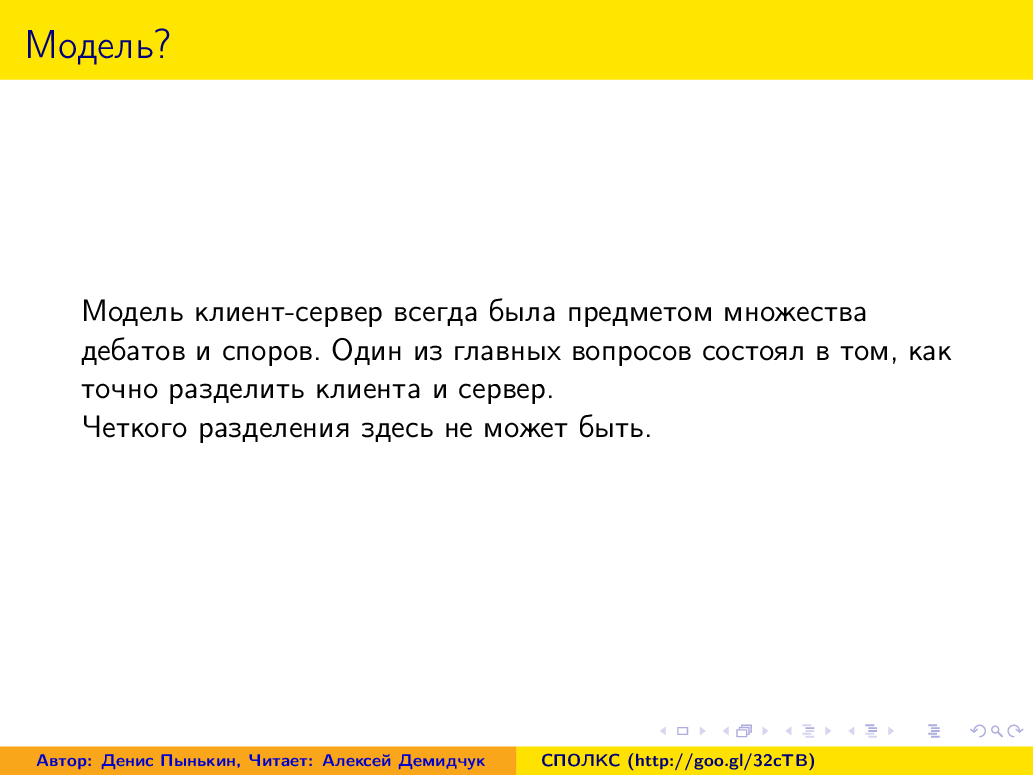 Модель?
Модель клиент-сервер всегда была предметом множества
дебатов и споров. Один из главных вопросов состоял в том, как
точно разделить клиента и сервер.
Четкого разделения здесь не может быть.
Автор: Денис Пынькин, Читает: Алексей Демидчук
СПОЛКС (http://goo.gl/32cTB)